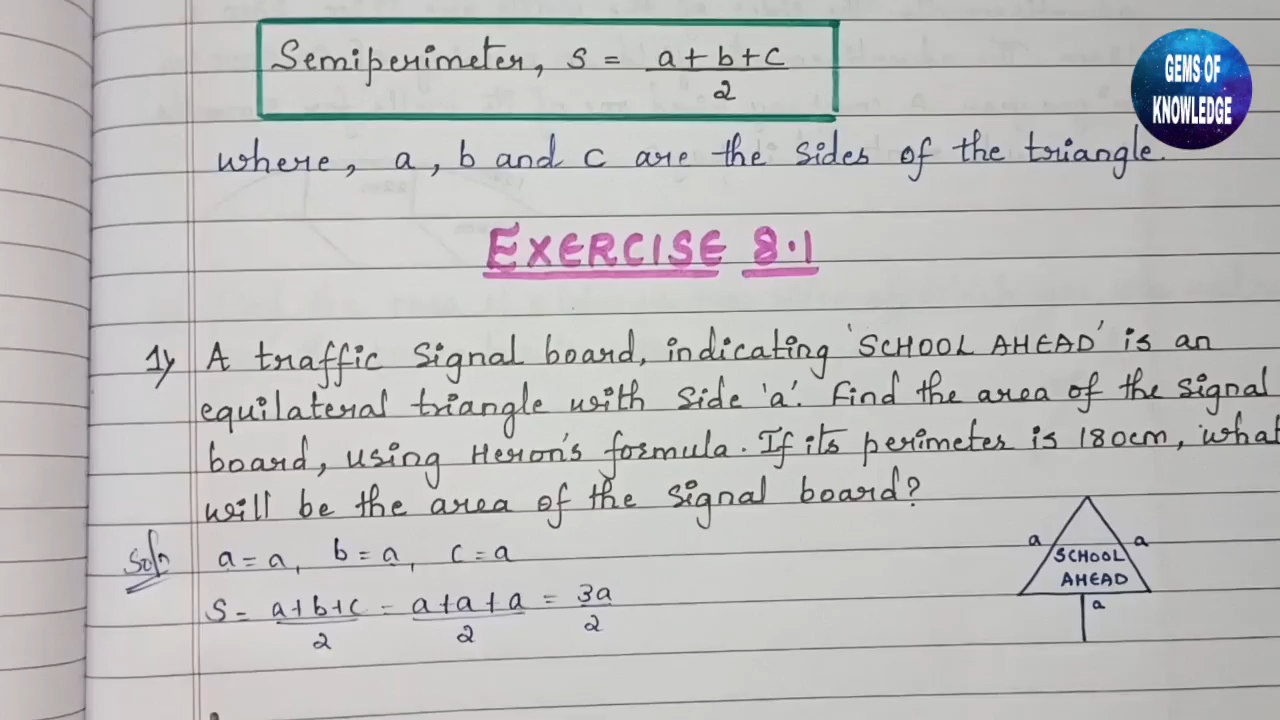 Semiperimeter, S = a+b+c / 2
GEMS OF
KNOWLEDGE
where, a, b and c are the sides of the triangle.
EXERCISE 8.1
1) A traffic signal board, indicating 'SCHOOL AHEAD' is an
equilateral triangle with side 'a'. Find the area of the signal
board, using Heron's formula. If its perimeter is 180cm, what
will be the area of the signal board?
Soln a = a, b = a, c = a
S = a+b+c / 2 = a+a+a / 2 = 3a / 2
a a
SCHOOL
AHEAD
a